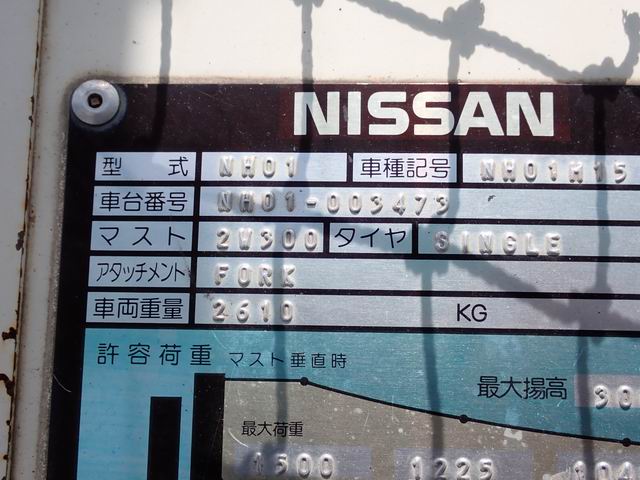 NISSAN
型式 NH01 車種記号 NH01M15
車台番号 NH01-003473
マスト 2W300 タイヤ SINGLE
アタッチメント FORK
車両重量 2610 KG
許容荷重 マスト垂直時
最大揚高 30
最大荷重
1500 1225 104